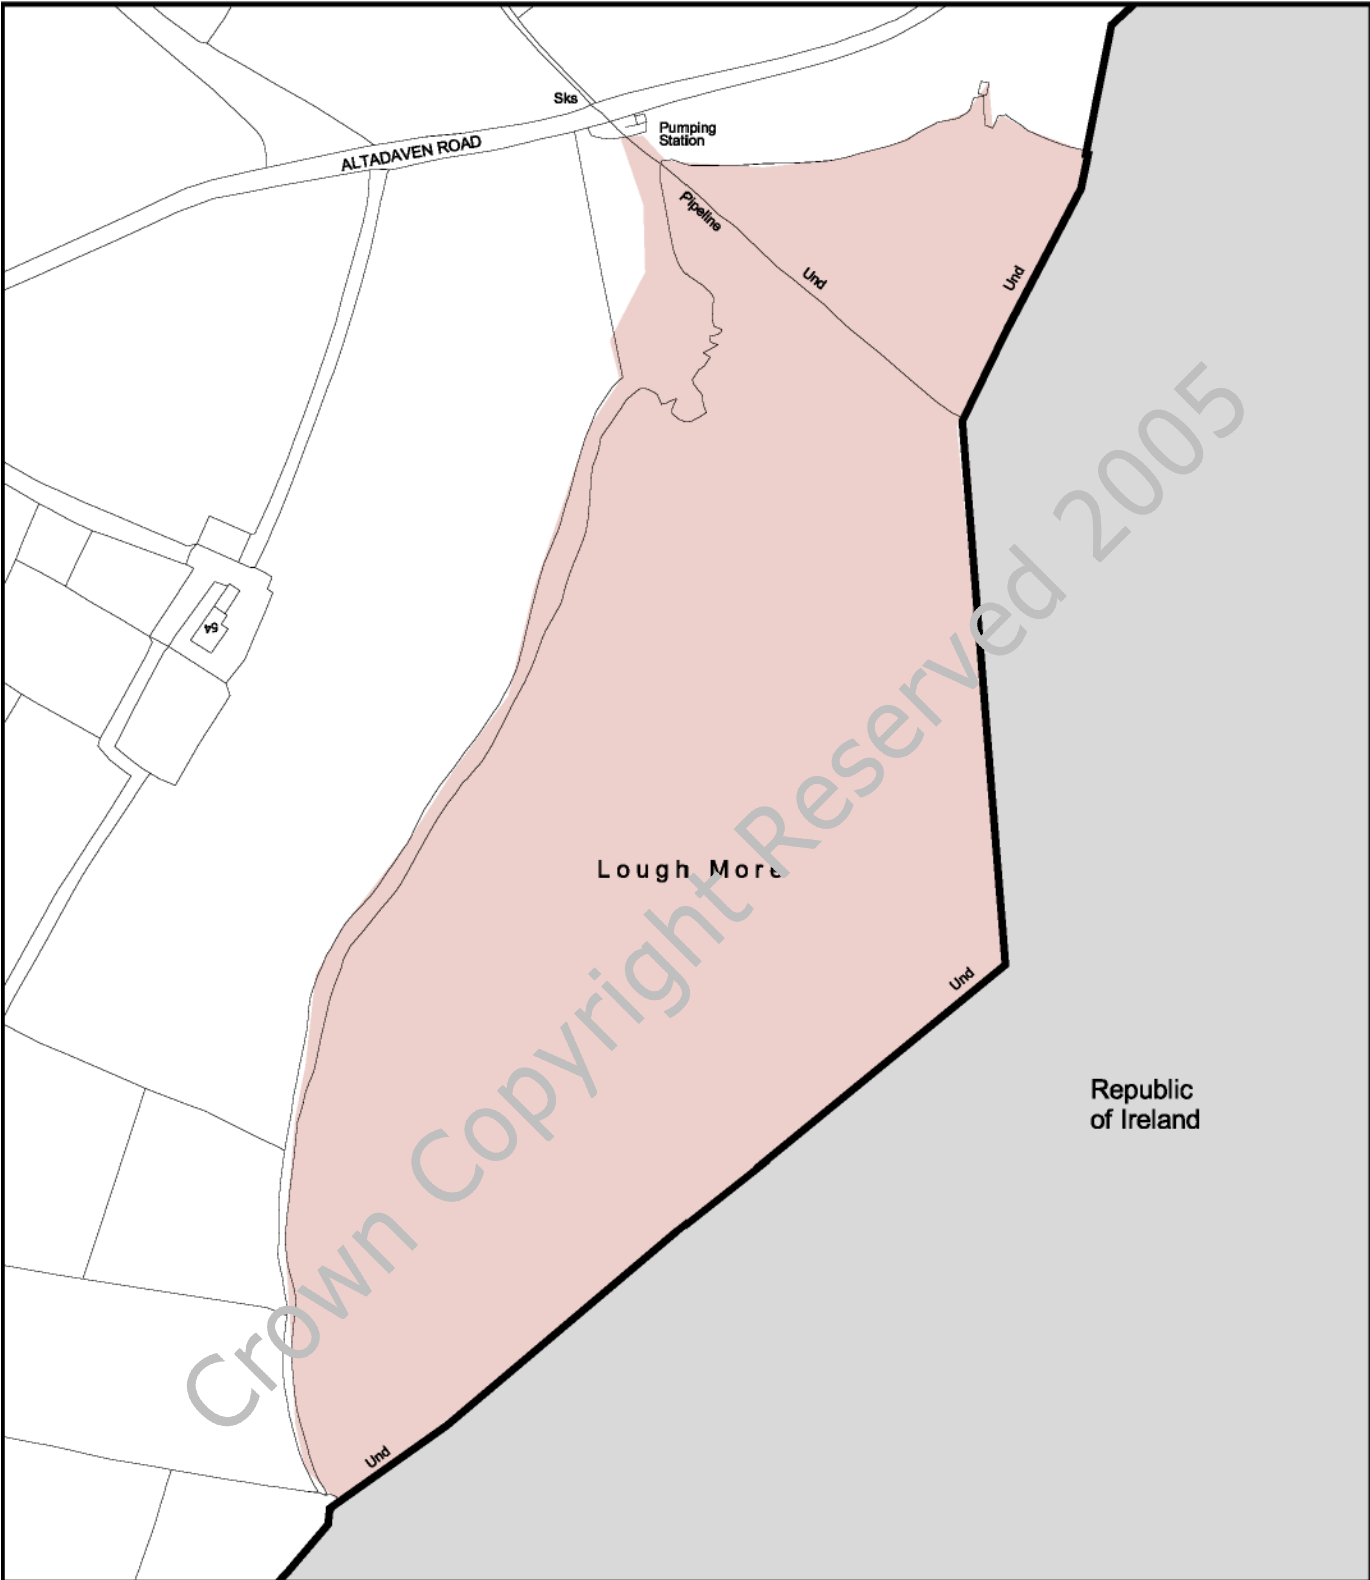 Sks
Pumping
Station
ALTADAVEN ROAD
Pipeline
Und
Und
54
Lough More
Und
Republic
of Ireland
Und
Crown Copyright Reserved 2005